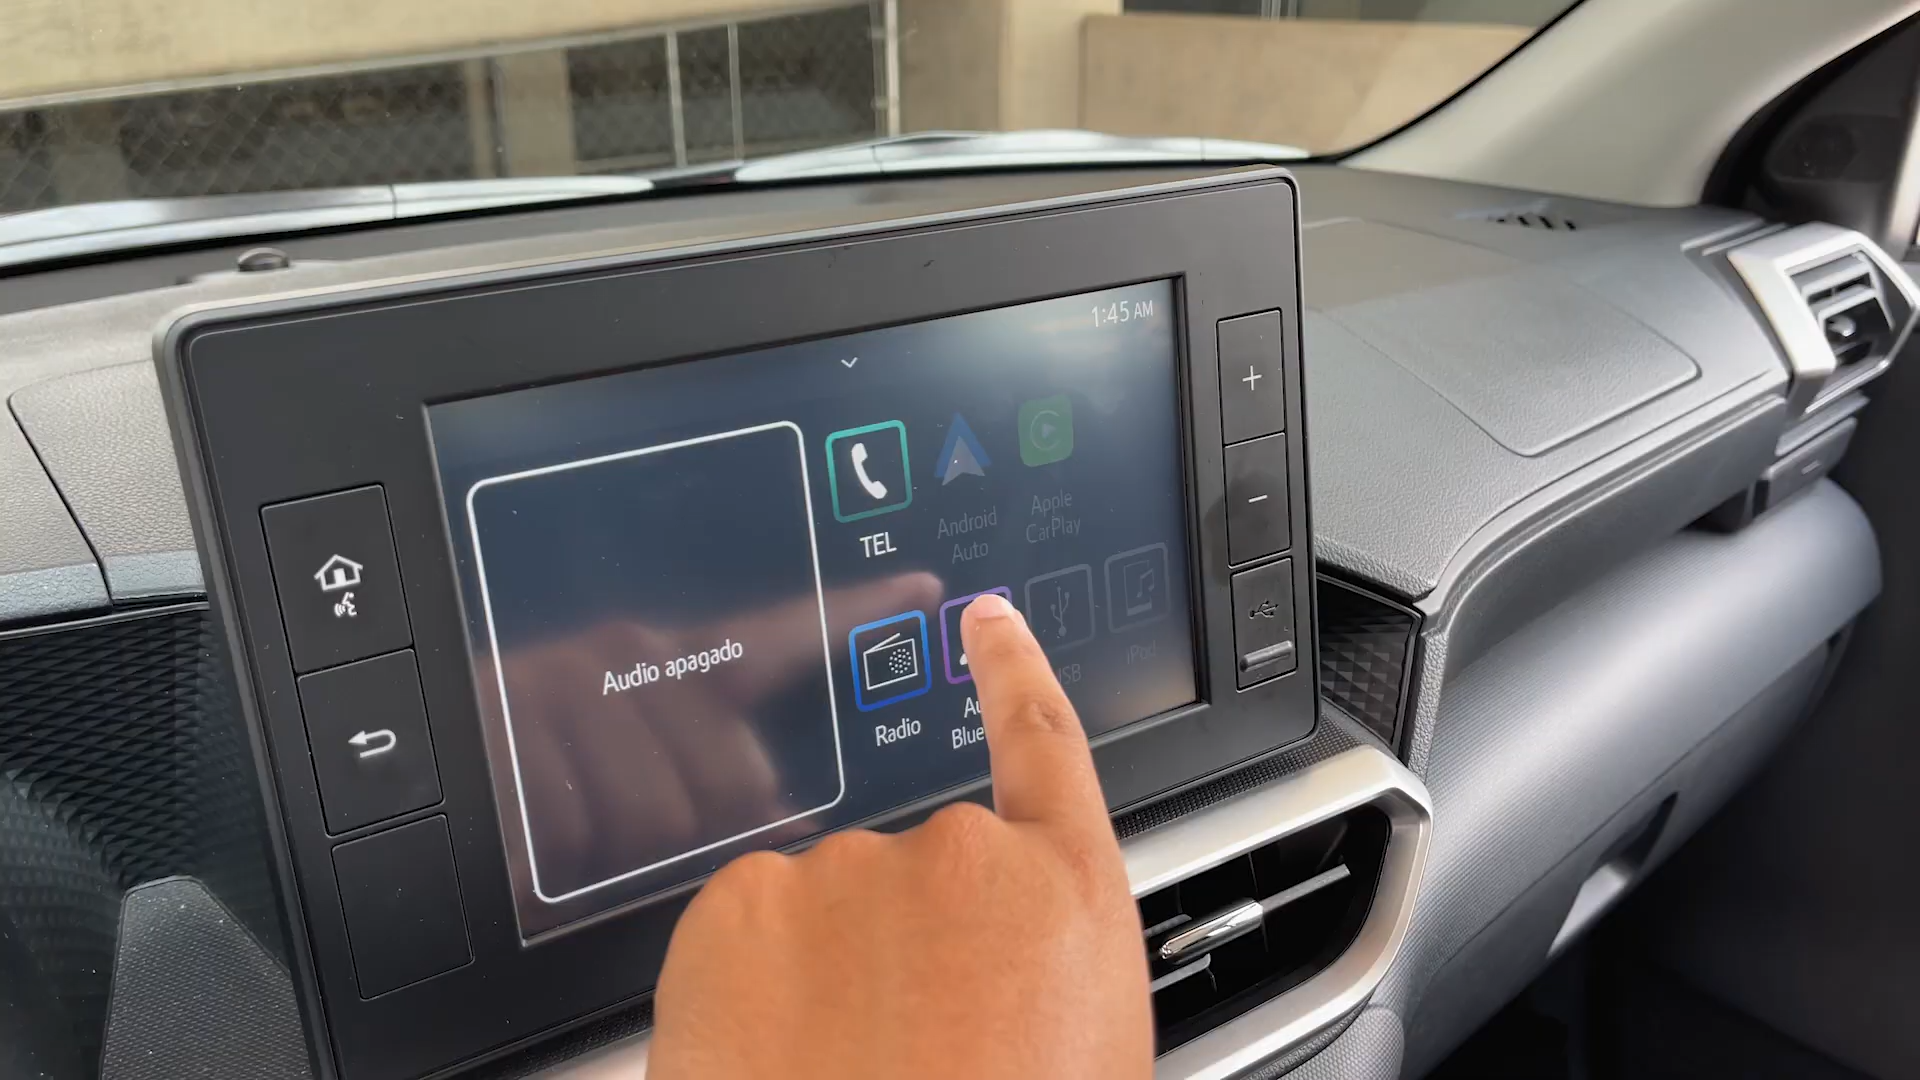 1:45 AM
TEL
Android
Auto
Apple
CarPlay
Audio apagado
Radio
iPod